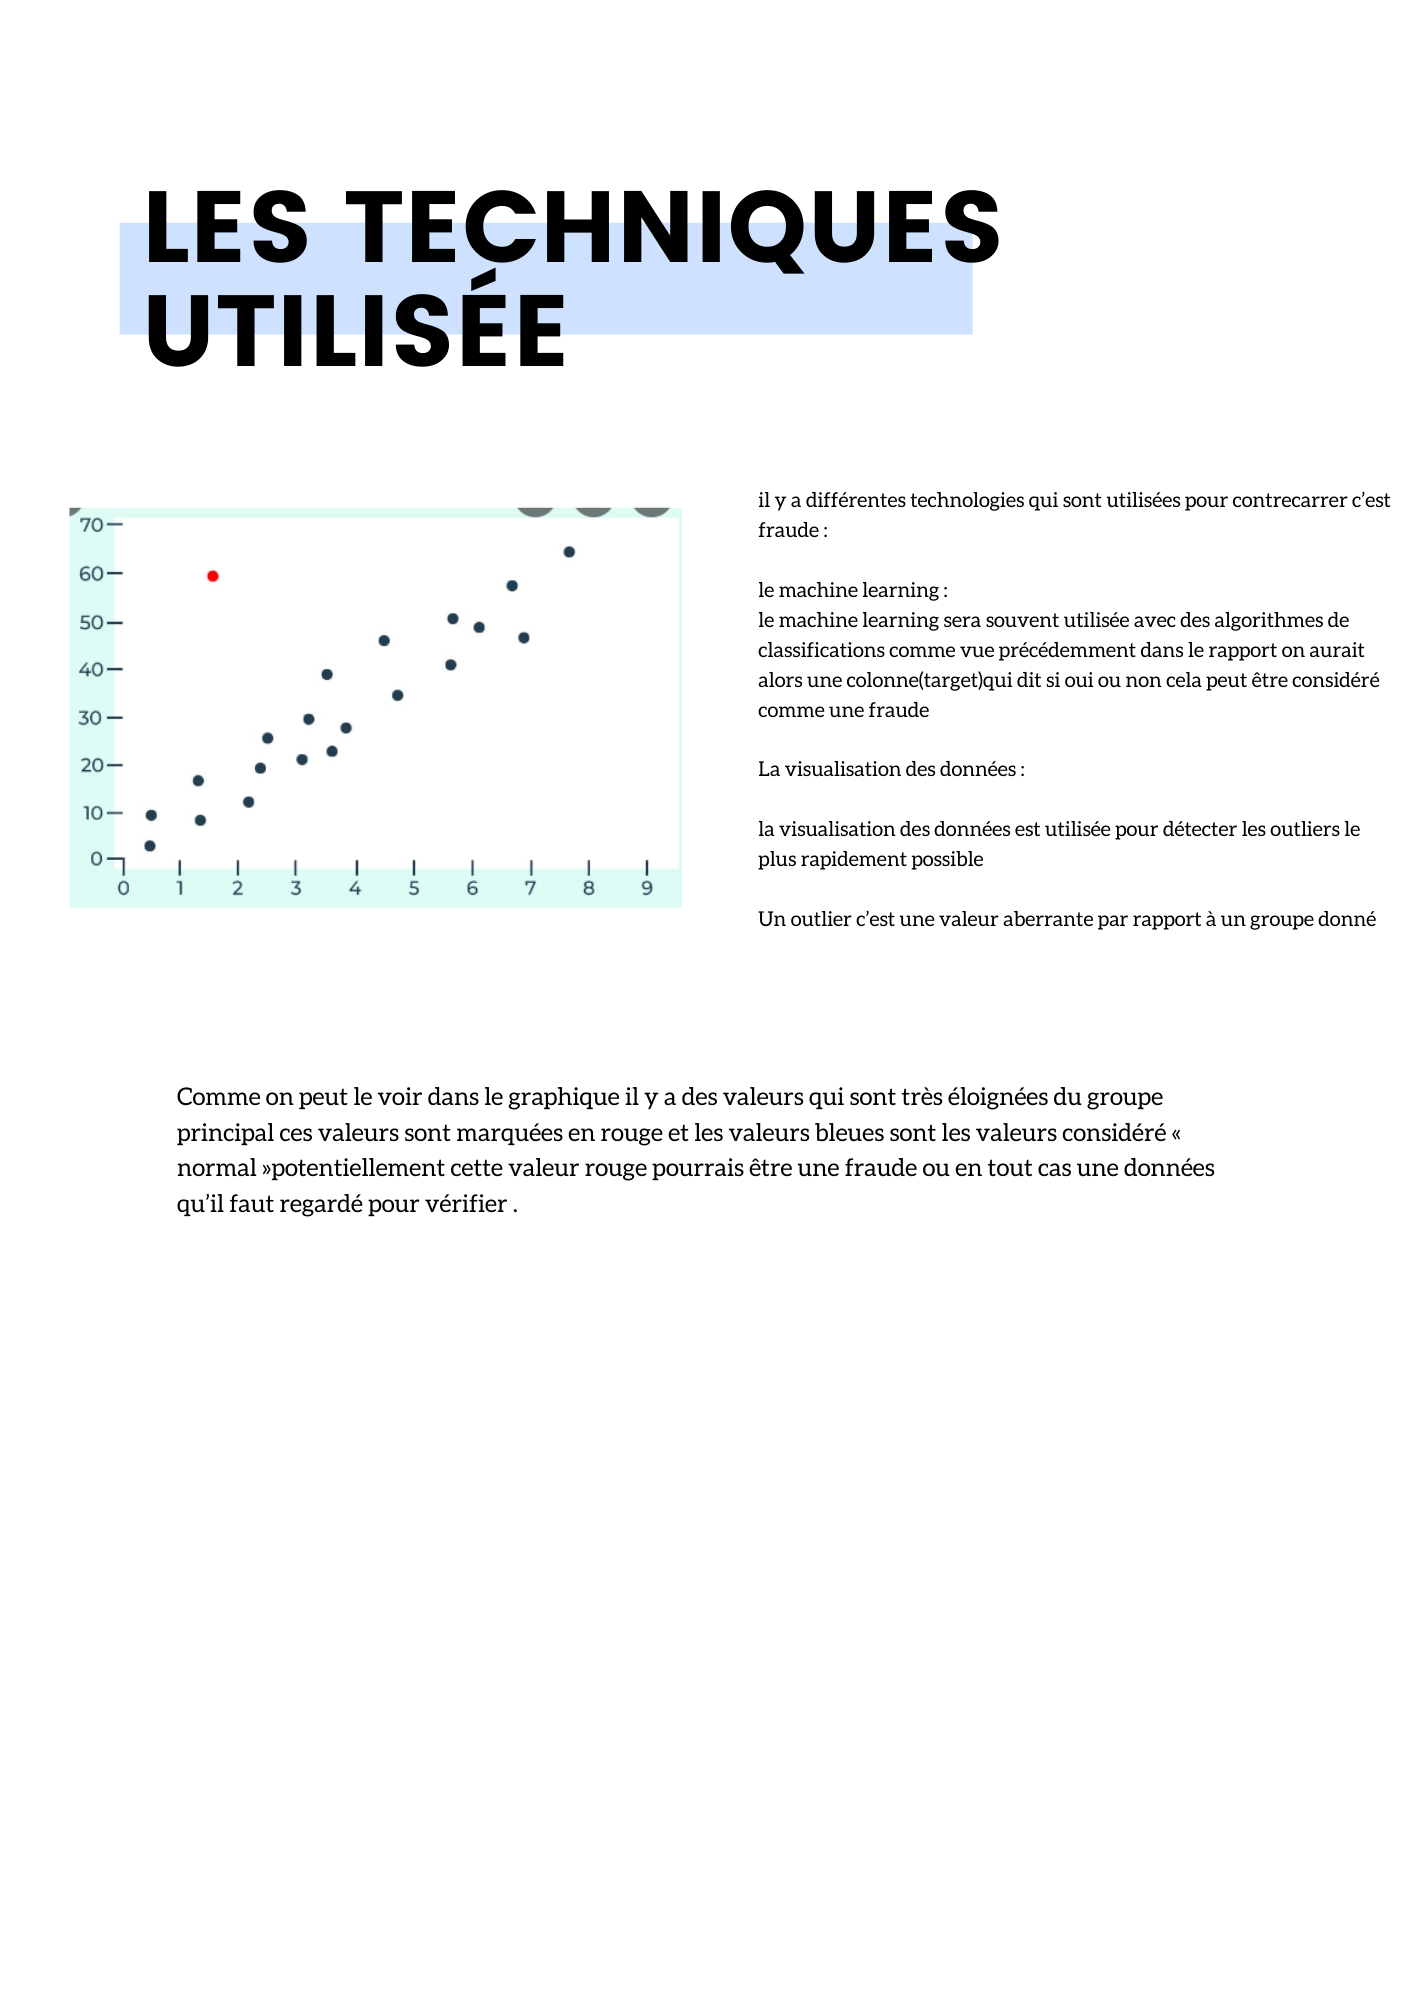 LES TECHNIQUES
UTILISÉE
70
60
50
40
30
20
10
0
0 1 2 3 4 5 6 7 8 9
il y a différentes technologies qui sont utilisées pour contrecarrer c’est
fraude :
le machine learning :
le machine learning sera souvent utilisée avec des algorithmes de
classifications comme vue précédemment dans le rapport on aurait
alors une colonne(target)qui dit si oui ou non cela peut être considéré
comme une fraude
La visualisation des données :
la visualisation des données est utilisée pour détecter les outliers le
plus rapidement possible
Un outlier c’est une valeur aberrante par rapport à un groupe donné
Comme on peut le voir dans le graphique il y a des valeurs qui sont très éloignées du groupe
principal ces valeurs sont marquées en rouge et les valeurs bleues sont les valeurs considéré «
normal »potentiellement cette valeur rouge pourrais être une fraude ou en tout cas une données
qu’il faut regardé pour vérifier .